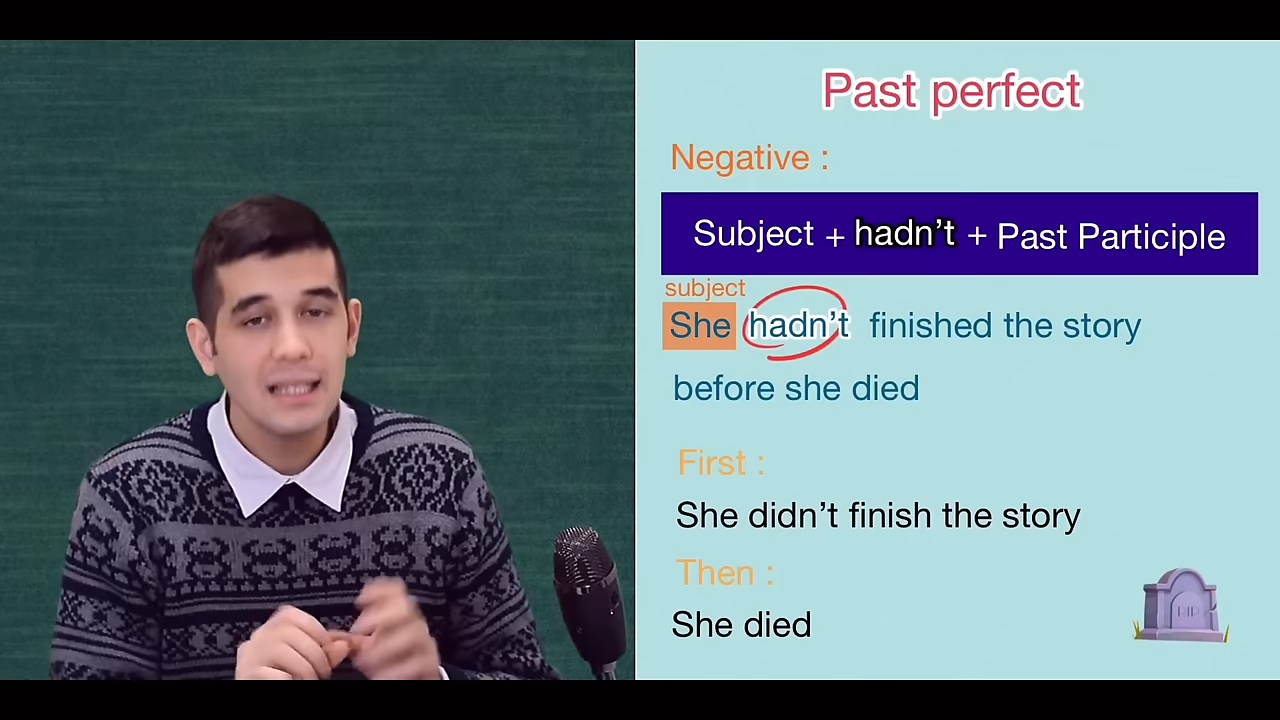 Past perfect
Negative :
Subject + hadn't + Past Participle
subject
She hadn't finished the story
before she died
First :
She didn't finish the story
Then :
She died
RIP